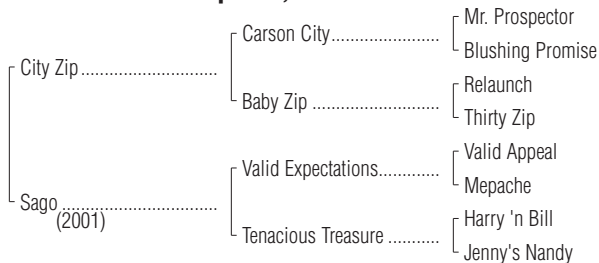 Mr. Prospector
Carson City....................
Blushing Promise
City Zip .........................
Relaunch
Baby Zip .......................
Thirty Zip
Valid Appeal
Valid Expectations............
Mepache
Sago ............................
(2001)
Harry 'n Bill
Tenacious Treasure ..........
Jenny's Nandy